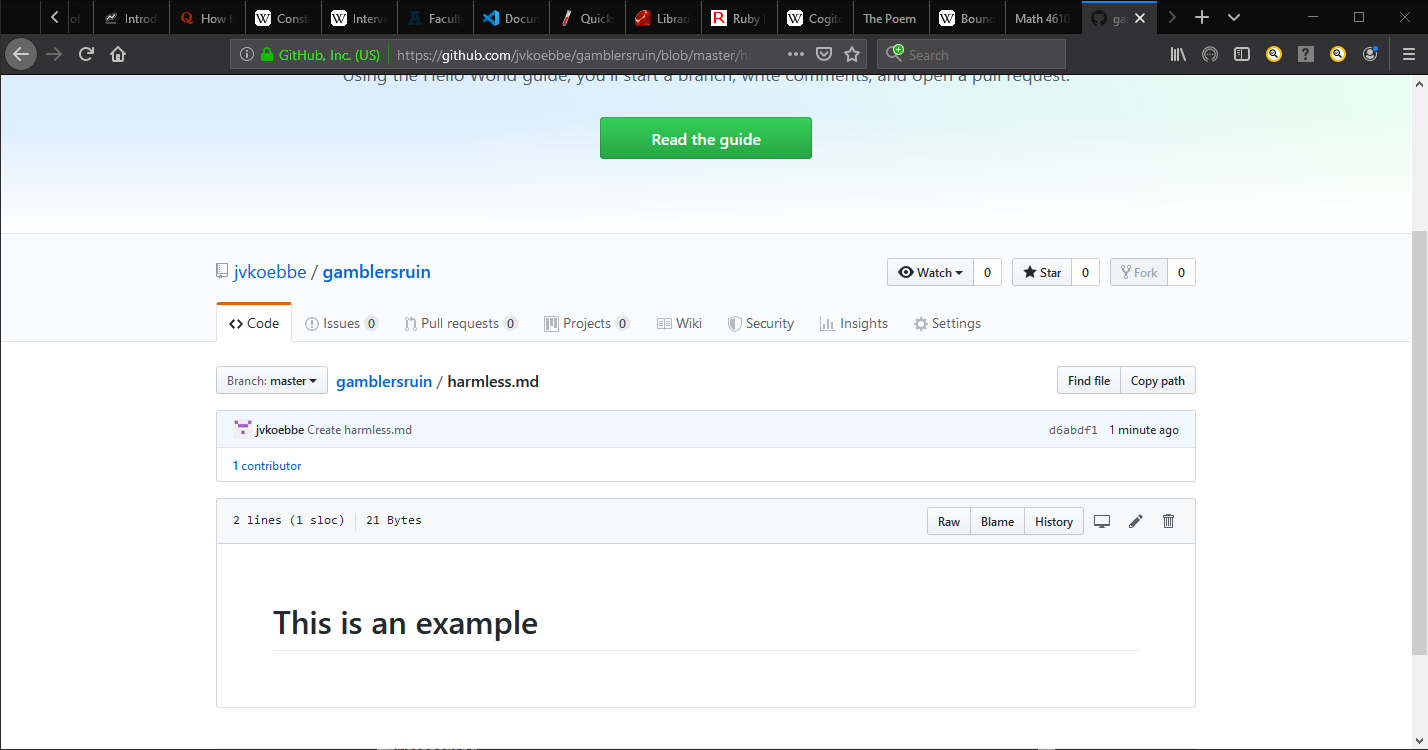 of
Introd
How t
Consta
Interva
Facult
Docun
Quick
Librari
Ruby
Cogito
The Poem
Boun
Math 4610
ga
GitHub, Inc. (US) https://github.com/jvkoebbe/gamblersruin/blob/master/h
Search
Using the Hello World guide, you'll start a branch, write comments, and open a pull request.
Read the guide
jvkoebbe / gamblersruin
Watch 0 Star 0 Fork 0
Code Issues 0 Pull requests 0 Projects 0 Wiki Security Insights Settings
Branch: master gamblersruin / harmless.md Find file Copy path
jvkoebbe Create harmless.md d6abdf1 1 minute ago
1 contributor
2 lines (1 sloc) 21 Bytes Raw Blame History
This is an example